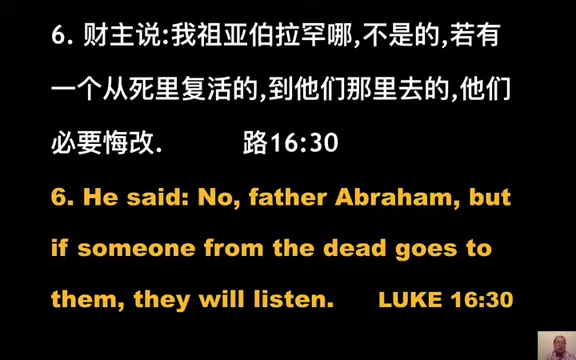 6. 财主说:我祖亚伯拉罕哪,不是的,若有
一个从死里复活的,到他们那里去的,他们
必要悔改. 路16:30
6. He said: No, father Abraham, but
if someone from the dead goes to
them, they will listen. LUKE 16:30